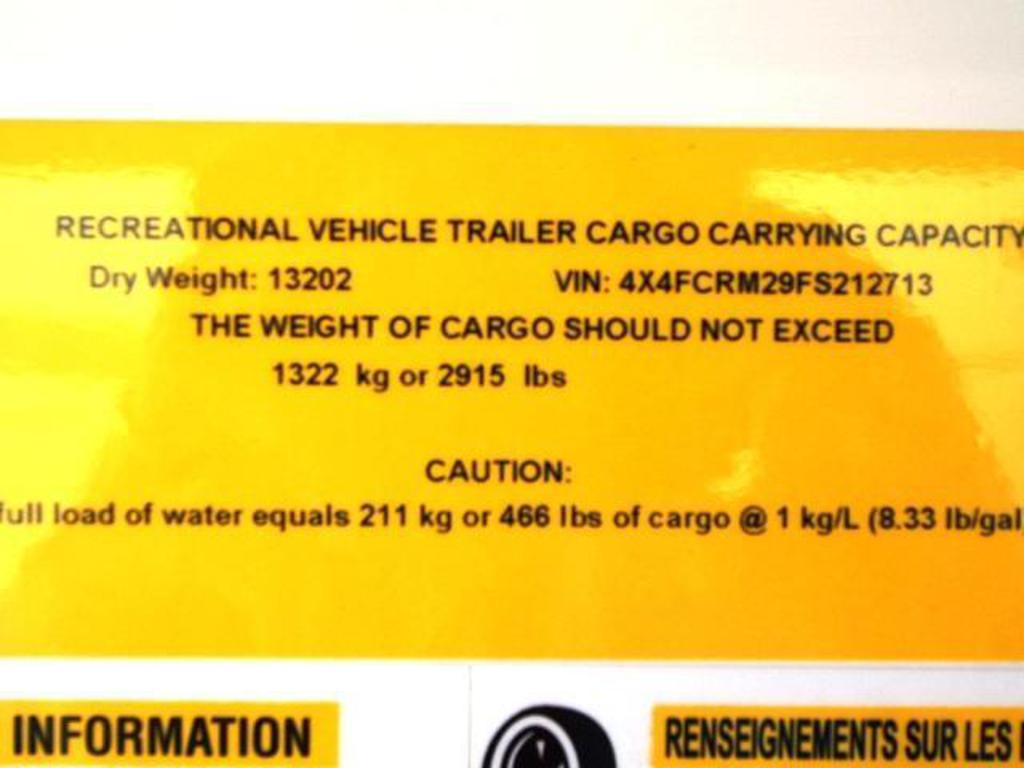 RECREATIONAL VEHICLE TRAILER CARGO CARRYING CAPACITY
Dry Weight: 13202 VIN: 4X4FCRM29FS212713
THE WEIGHT OF CARGO SHOULD NOT EXCEED
1322 kg or 2915 lbs
CAUTION:
full load of water equals 211 kg or 466 lbs of cargo @ 1 kg/L (8.33 lb/gal
INFORMATION
RENSEIGNEMENTS SUR LES